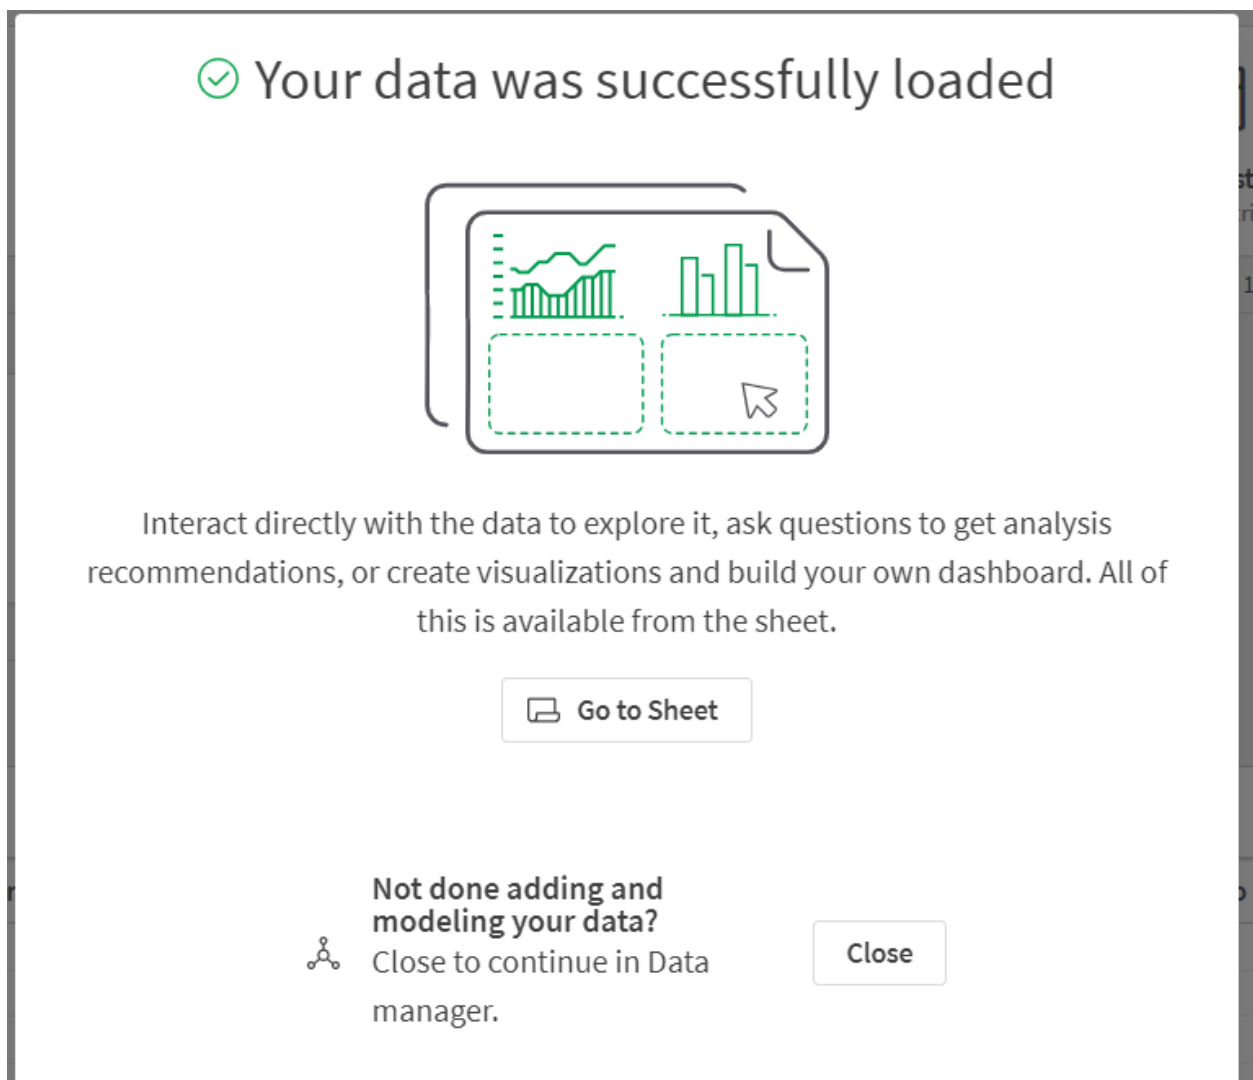 Your data was successfully loaded
Interact directly with the data to explore it, ask questions to get analysis
recommendations, or create visualizations and build your own dashboard. All of
this is available from the sheet.
Go to Sheet
Not done adding and
modeling your data?
Close to continue in Data
manager.
Close